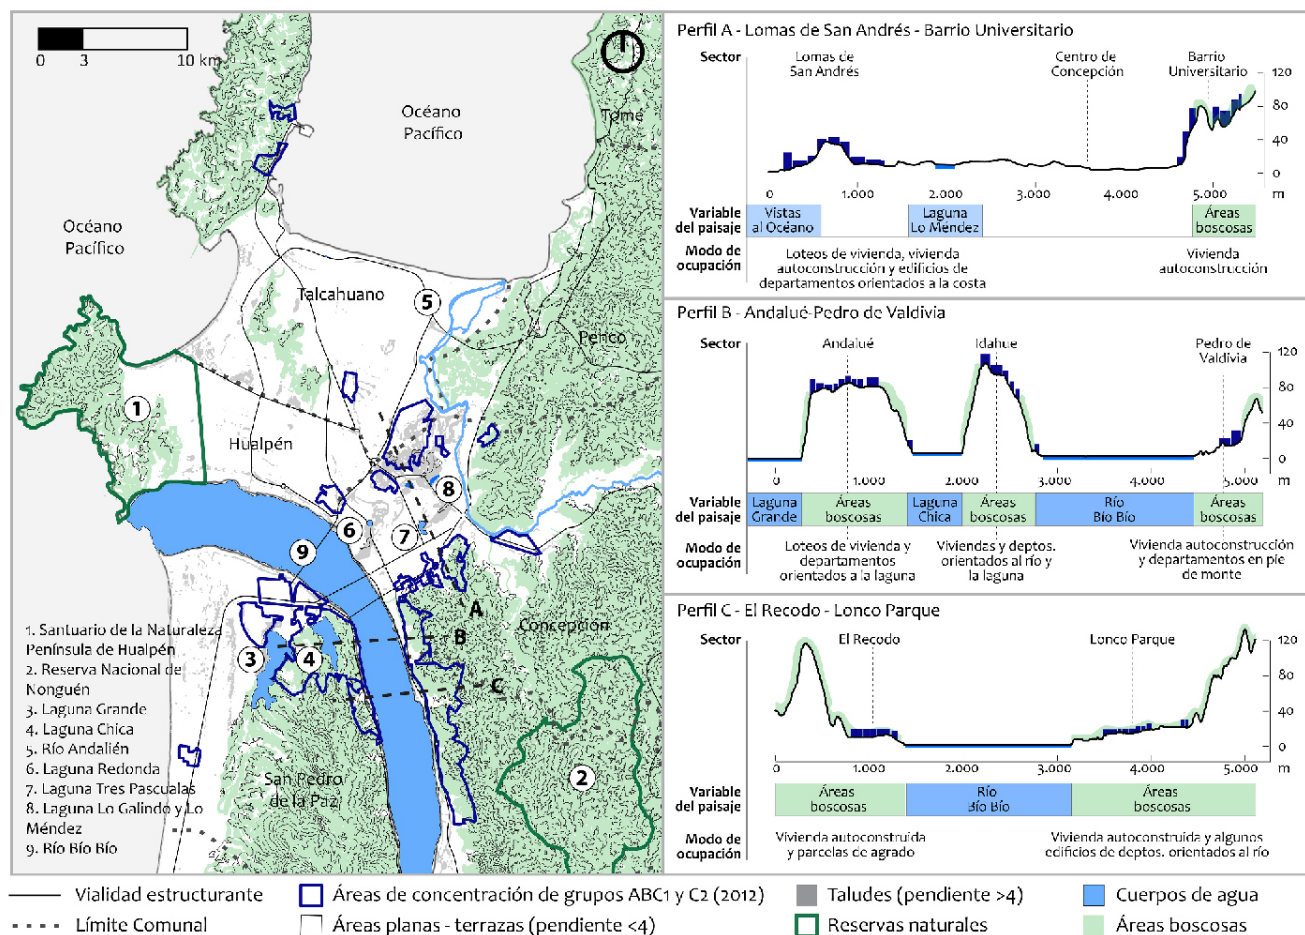 0 3 10 km
Océano
Pacífico
Tomé
Océano
Pacífico
Talcahuano
5
Penco
1
Hualpén
8
6
7
9
A
Concepción
B
3
4
C
2
San Pedro
de la Paz
1. Santuario de la Naturaleza
Península de Hualpén
2. Reserva Nacional de
Nonguén
3. Laguna Grande
4. Laguna Chica
5. Río Andalién
6. Laguna Redonda
7. Laguna Tres Pascualas
8. Laguna Lo Galindo y Lo
Méndez
9. Río Bío Bío
Perfil A - Lomas de San Andrés - Barrio Universitario
Sector
Lomas de
San Andrés
Centro de
Concepción
Barrio
Universitario
120
80
40
0
0 1.000 3.000 4.000 5.000 m
Variable
del paisaje
Vistas
al Océano
Laguna
Lo Méndez
Áreas
boscosas
Modo de
ocupación
Loteos de vivienda, vivienda
autoconstrucción y edificios de
departamentos orientados a la costa
Vivienda
autoconstrucción
Perfil B - Andalué-Pedro de Valdivia
Sector
Andalué
Idahue
Pedro de
Valdívia
120
80
40
0
0 1.000 2.000 3.000 4.000 5.000 m
Variable
del paisaje
Laguna
Grande
Áreas
boscosas
Laguna
Chica
Áreas
boscosas
Río
Bío Bío
Áreas
boscosas
Modo de
ocupación
Loteos de vivienda y
departamentos
orientados a la laguna
Viviendas y deptos.
orientados al río y
la laguna
Vivienda autoconstrucción
y departamentos en pie
de monte
Perfil C - El Recodo - Lonco Parque
Sector
El Recodo
Lonco Parque
120
80
40
0
0 1.000 2.000 3.000 4.000 5.000 m
Variable
del paisaje
Áreas
boscosas
Río
Bío Bío
Áreas
boscosas
Modo de
ocupación
Vivienda autoconstruída
y parcelas de agrado
Vivienda autoconstruída y algunos
edificios de deptos. orientados al río
Vialidad estructurante
Áreas de concentración de grupos ABC1 y C2 (2012)
Taludes (pendiente >4)
Cuerpos de agua
Límite Comunal
Áreas planas - terrazas (pendiente <4)
Reservas naturales
Áreas boscosas